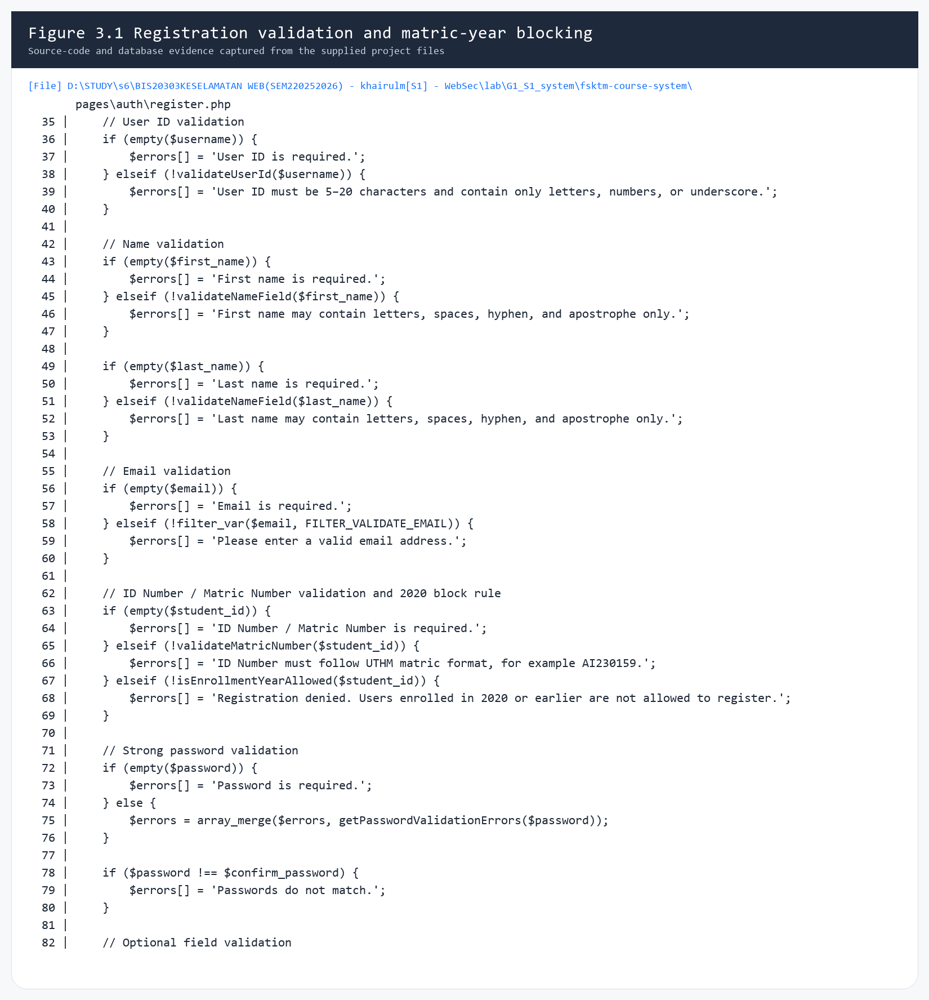 Figure 3.1 Registration validation and matric-year blocking
Source-code and database evidence captured from the supplied project files
[File] D:\STUDY\s6\BIS20303KESELAMATAN WEB(SEM220252026) - khairulm[S1] - WebSec\lab\G1_S1_system\fsktm-course-system\
pages\auth\register.php
35 |     // User ID validation
36 |     if (empty($username)) {
37 |         $errors[] = 'User ID is required.';
38 |     } elseif (!validateUserId($username)) {
39 |         $errors[] = 'User ID must be 5–20 characters and contain only letters, numbers, or underscore.';
40 |     }
41 |
42 |     // Name validation
43 |     if (empty($first_name)) {
44 |         $errors[] = 'First name is required.';
45 |     } elseif (!validateNameField($first_name)) {
46 |         $errors[] = 'First name may contain letters, spaces, hyphen, and apostrophe only.';
47 |     }
48 |
49 |     if (empty($last_name)) {
50 |         $errors[] = 'Last name is required.';
51 |     } elseif (!validateNameField($last_name)) {
52 |         $errors[] = 'Last name may contain letters, spaces, hyphen, and apostrophe only.';
53 |     }
54 |
55 |     // Email validation
56 |     if (empty($email)) {
57 |         $errors[] = 'Email is required.';
58 |     } elseif (!filter_var($email, FILTER_VALIDATE_EMAIL)) {
59 |         $errors[] = 'Please enter a valid email address.';
60 |     }
61 |
62 |     // ID Number / Matric Number validation and 2020 block rule
63 |     if (empty($student_id)) {
64 |         $errors[] = 'ID Number / Matric Number is required.';
65 |     } elseif (!validateMatricNumber($student_id)) {
66 |         $errors[] = 'ID Number must follow UTHM matric format, for example AI230159.';
67 |     } elseif (!isEnrollmentYearAllowed($student_id)) {
68 |         $errors[] = 'Registration denied. Users enrolled in 2020 or earlier are not allowed to register.';
69 |     }
70 |
71 |     // Strong password validation
72 |     if (empty($password)) {
73 |         $errors[] = 'Password is required.';
74 |     } else {
75 |         $errors = array_merge($errors, getPasswordValidationErrors($password));
76 |     }
77 |
78 |     if ($password !== $confirm_password) {
79 |         $errors[] = 'Passwords do not match.';
80 |     }
81 |
82 |     // Optional field validation